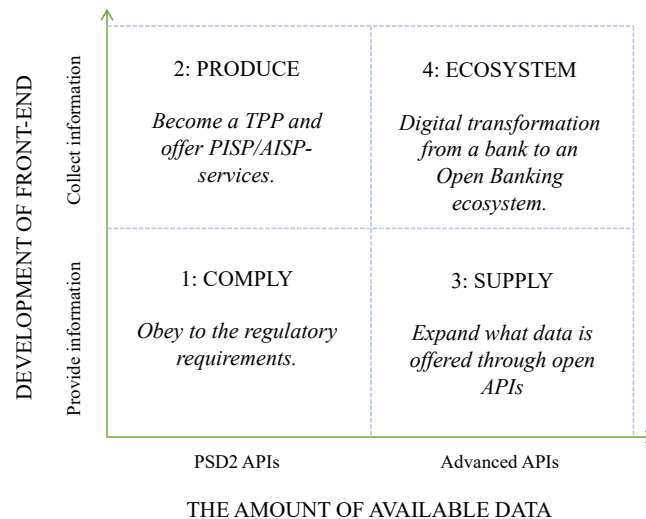 DEVELOPMENT OF FRONT-END
Collect information
Provide information
2: PRODUCE
Become a TPP and
offer PISP/AISP-
services.
4: ECOSYSTEM
Digital transformation
from a bank to an
Open Banking
ecosystem.
1: COMPLY
Obey to the regulatory
requirements.
3: SUPPLY
Expand what data is
offered through open
APIs
PSD2 APIs
Advanced APIs
THE AMOUNT OF AVAILABLE DATA